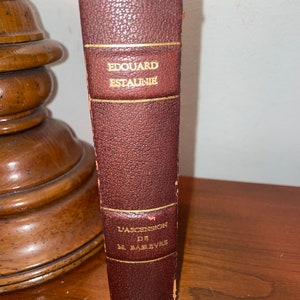 EDOUARD
ESTAUNIE
L'ASCENSION
DE
M. BASLEVRE